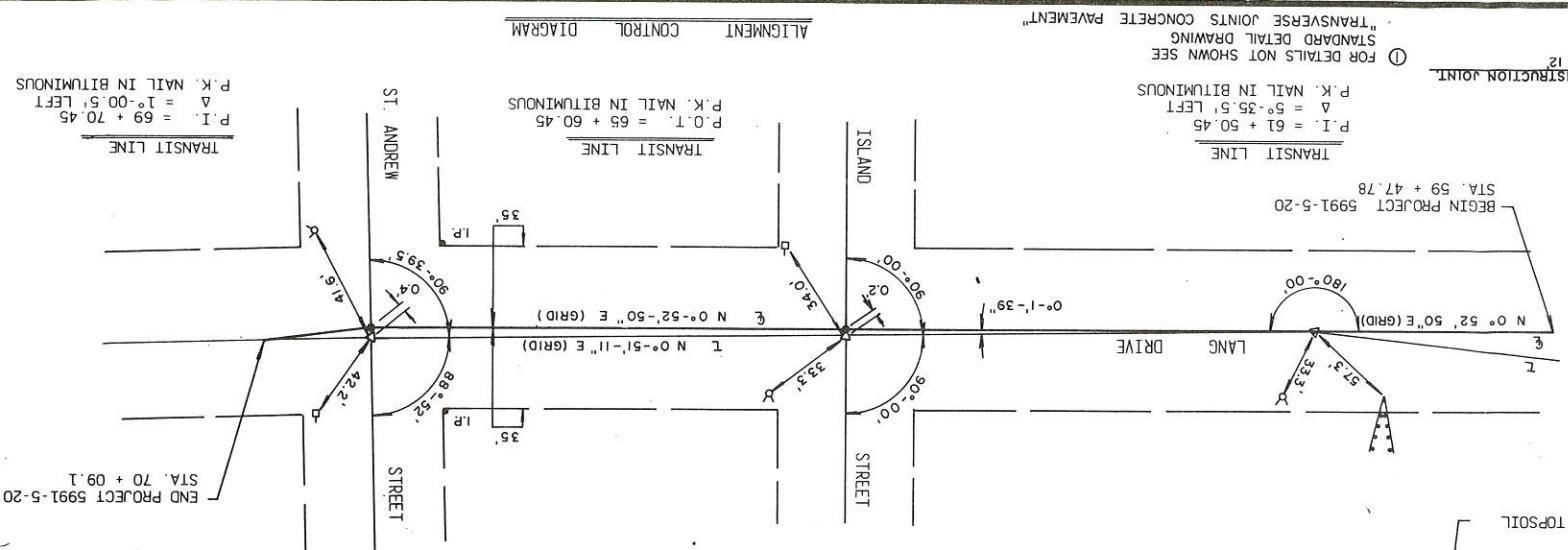 TOPSOIL
END PROJECT 5991-5-20
STA. 70 + 09.1
STREET
STREET
35'
35'
I.P.
I.P.
42.2'
41.6'
88°-52'
90°-39.5'
0.4'
N 0°-51'-11" E (GRID)
N 0°-52'-50" E (GRID)
33.3'
34.0'
90°-00'
90°-00'
0.2'
0°-1'-39"
LANG DRIVE
33.3'
57.3'
180°-00'
N 0° 52' 50" E (GRID)
BEGIN PROJECT 5991-5-20
STA. 59 + 47.78
ISLAND
ST. ANDREW
TRANSIT LINE
P.I. = 61 + 50.45
Δ = 5°-35.5' LEFT
P.K. NAIL IN BITUMINOUS
TRANSIT LINE
P.O.T. = 65 + 60.45
P.K. NAIL IN BITUMINOUS
TRANSIT LINE
P.I. = 69 + 70.45
Δ = 1°-00.5' LEFT
P.K. NAIL IN BITUMINOUS
12'
STRUCTION JOINT
① FOR DETAILS NOT SHOWN SEE
STANDARD DETAIL DRAWING
"TRANSVERSE JOINTS CONCRETE PAVEMENT"
ALIGNMENT CONTROL DIAGRAM